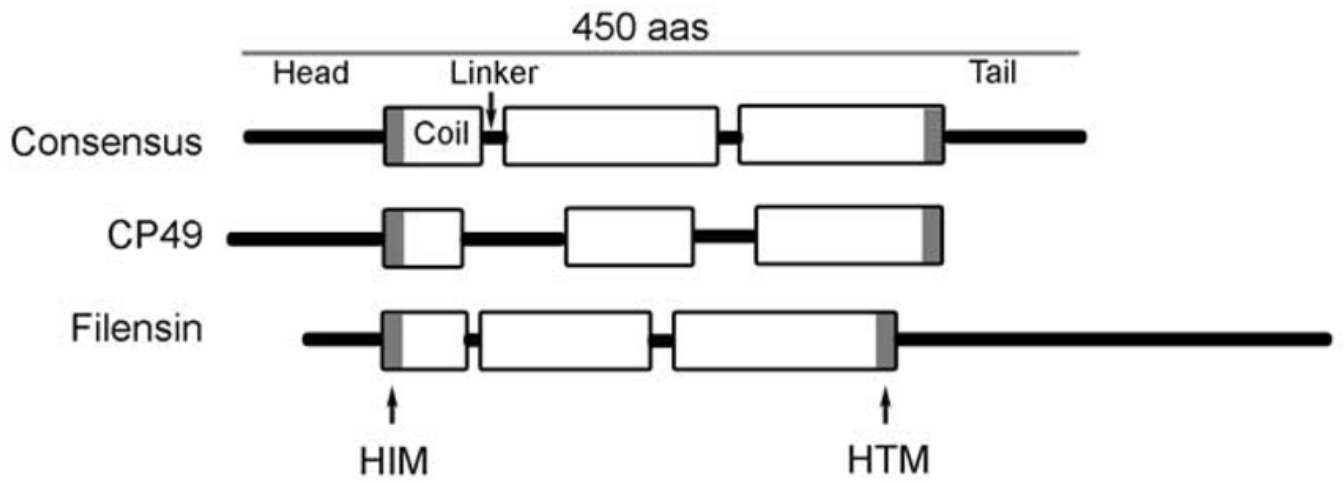 450 aas
Head Linker Tail
Consensus Coil
CP49
Filensin
HIM HTM